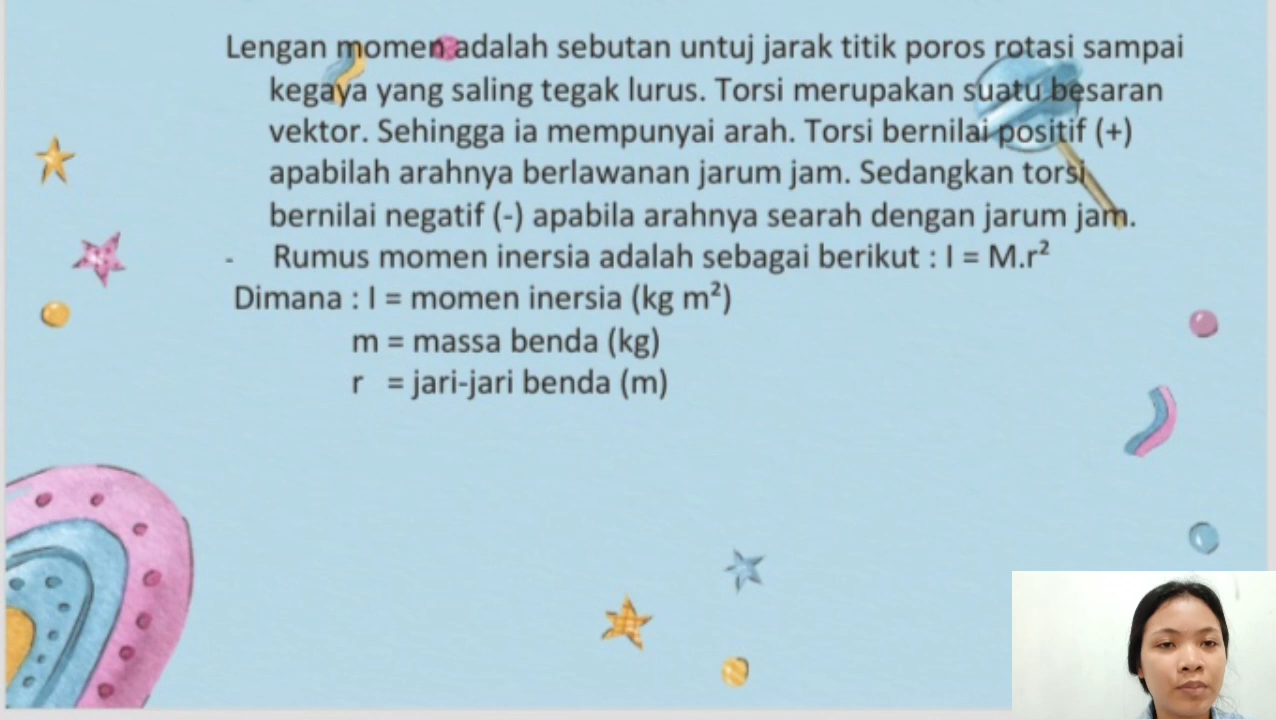 Lengan momen adalah sebutan untuj jarak titik poros rotasi sampai
kegaya yang saling tegak lurus. Torsi merupakan suatu besaran
vektor. Sehingga ia mempunyai arah. Torsi bernilai positif (+)
apabilah arahnya berlawanan jarum jam. Sedangkan torsi
bernilai negatif (-) apabila arahnya searah dengan jarum jam.
- Rumus momen inersia adalah sebagai berikut : I = M.r²
Dimana : I = momen inersia (kg m²)
m = massa benda (kg)
r = jari-jari benda (m)